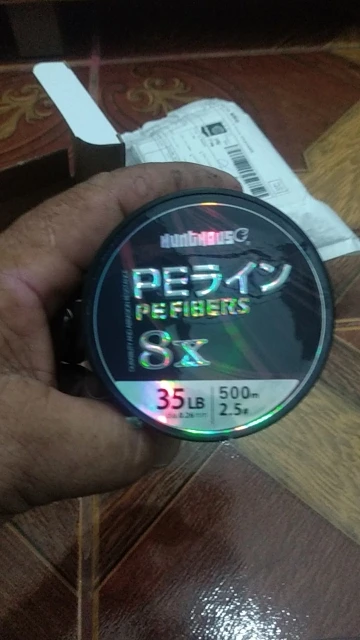 HUNTHOUSE
PEライン
PE FIBERS
8X
35LB
500m
2.5#